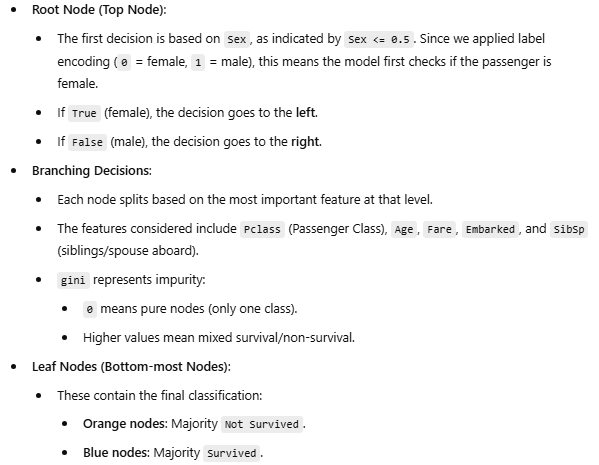 • Root Node (Top Node):
• The first decision is based on Sex, as indicated by Sex <= 0.5. Since we applied label
encoding (0 = female, 1 = male), this means the model first checks if the passenger is
female.
• If True (female), the decision goes to the left.
• If False (male), the decision goes to the right.
• Branching Decisions:
• Each node splits based on the most important feature at that level.
• The features considered include Pclass (Passenger Class), Age, Fare, Embarked, and SibSp
(siblings/spouse aboard).
• gini represents impurity:
• 0 means pure nodes (only one class).
• Higher values mean mixed survival/non-survival.
• Leaf Nodes (Bottom-most Nodes):
• These contain the final classification:
• Orange nodes: Majority Not Survived.
• Blue nodes: Majority Survived.